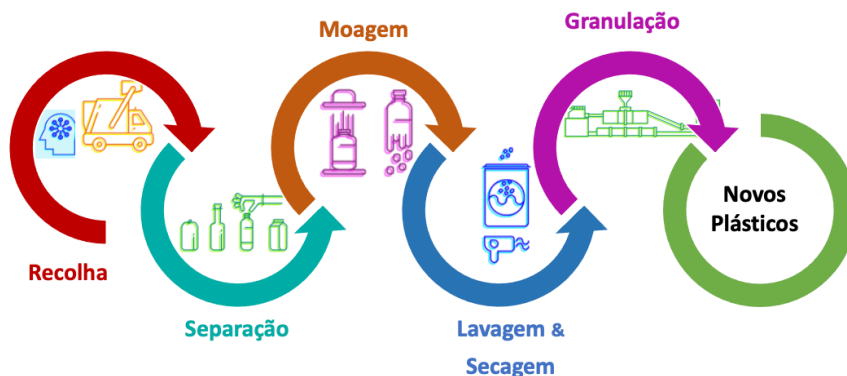 Recolha
Separação
Moagem
Lavagem &
Secagem
Granulação
Novos
Plásticos